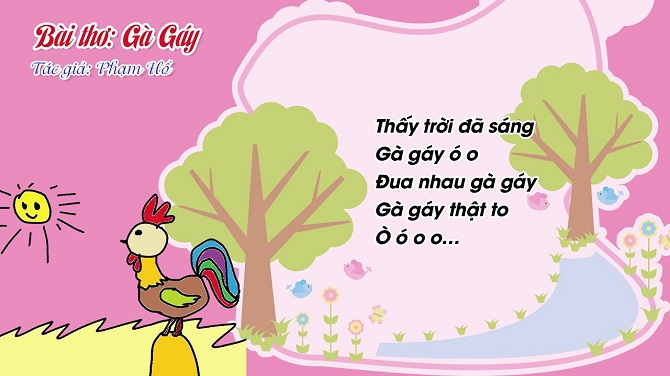 Bài thơ: Gà Gáy
Tác giả: Phạm Hổ
Thấy trời đã sáng
Gà gáy ó o
Đua nhau gà gáy
Gà gáy thật to
Ò ó o o...